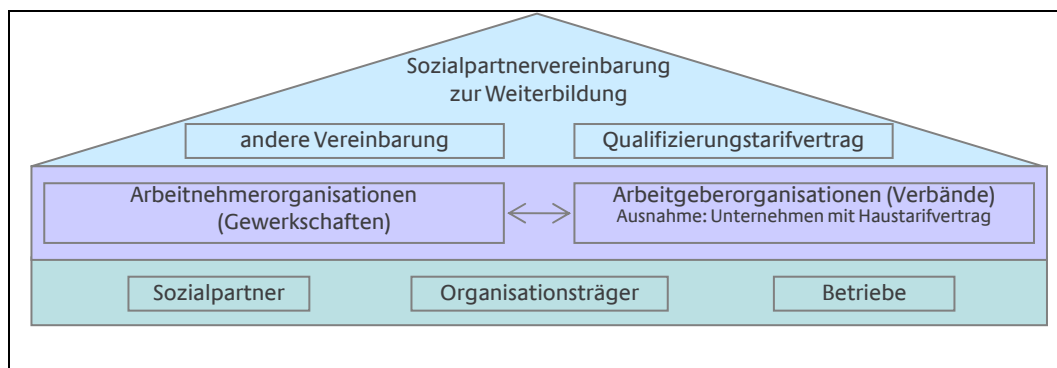 Sozialpartnervereinbarung
zur Weiterbildung
andere Vereinbarung
Qualifizierungstarifvertrag
Arbeitnehmerorganisationen
(Gewerkschaften)
Arbeitgeberorganisationen (Verbände)
Ausnahme: Unternehmen mit Haustarifvertrag
Sozialpartner
Organisationsträger
Betriebe